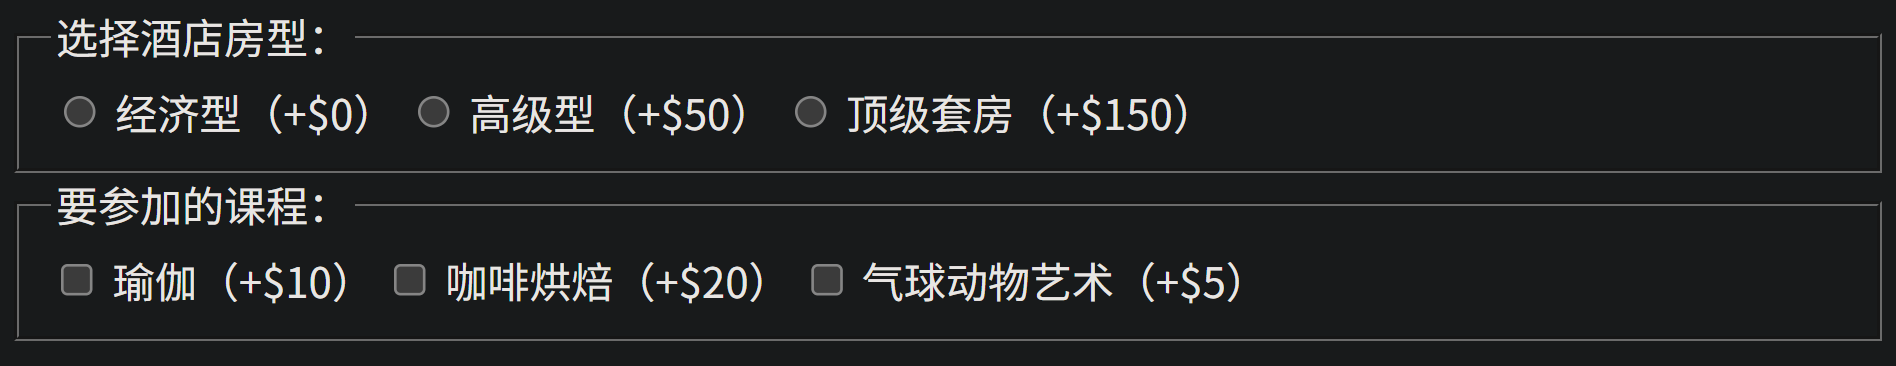 选择酒店房型：
经济型（+$0） 高级型（+$50） 顶级套房（+$150）
要参加的课程：
瑜伽（+$10） 咖啡烘焙（+$20） 气球动物艺术（+$5）